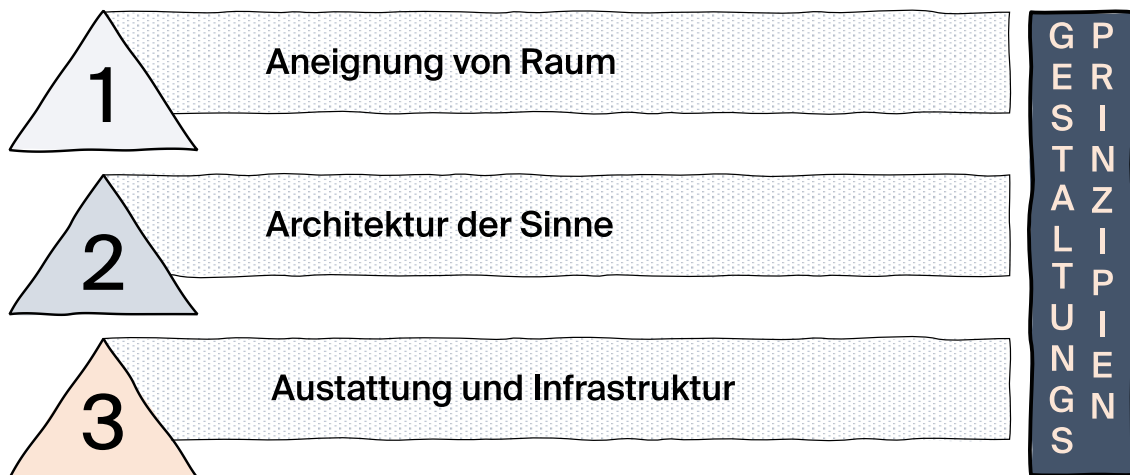 1
Aneignung von Raum
2
Architektur der Sinne
3
Austattung und Infrastruktur
GESTALTUNGS
PRINZIPIEN